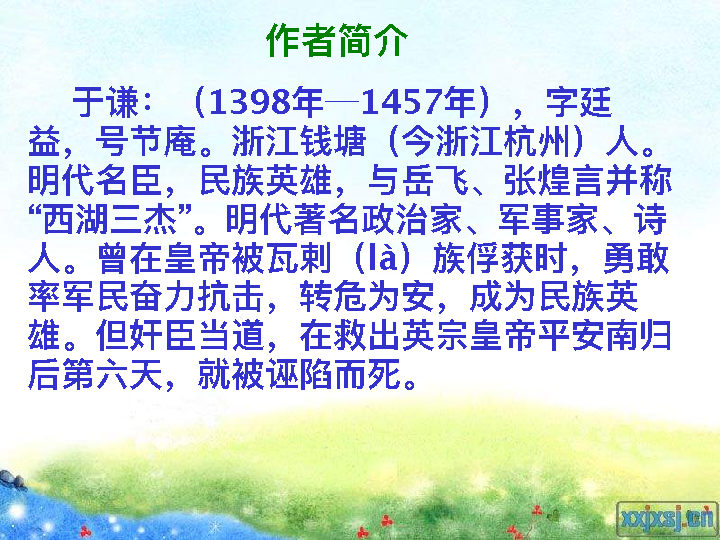 作者简介
于谦：（1398年—1457年），字廷
益，号节庵。浙江钱塘（今浙江杭州）人。
明代名臣，民族英雄，与岳飞、张煌言并称
“西湖三杰”。明代著名政治家、军事家、诗
人。曾在皇帝被瓦剌（là）族俘获时，勇敢
率军民奋力抗击，转危为安，成为民族英
雄。但奸臣当道，在救出英宗皇帝平安南归
后第六天，就被诬陷而死。
xxjxsj.cn